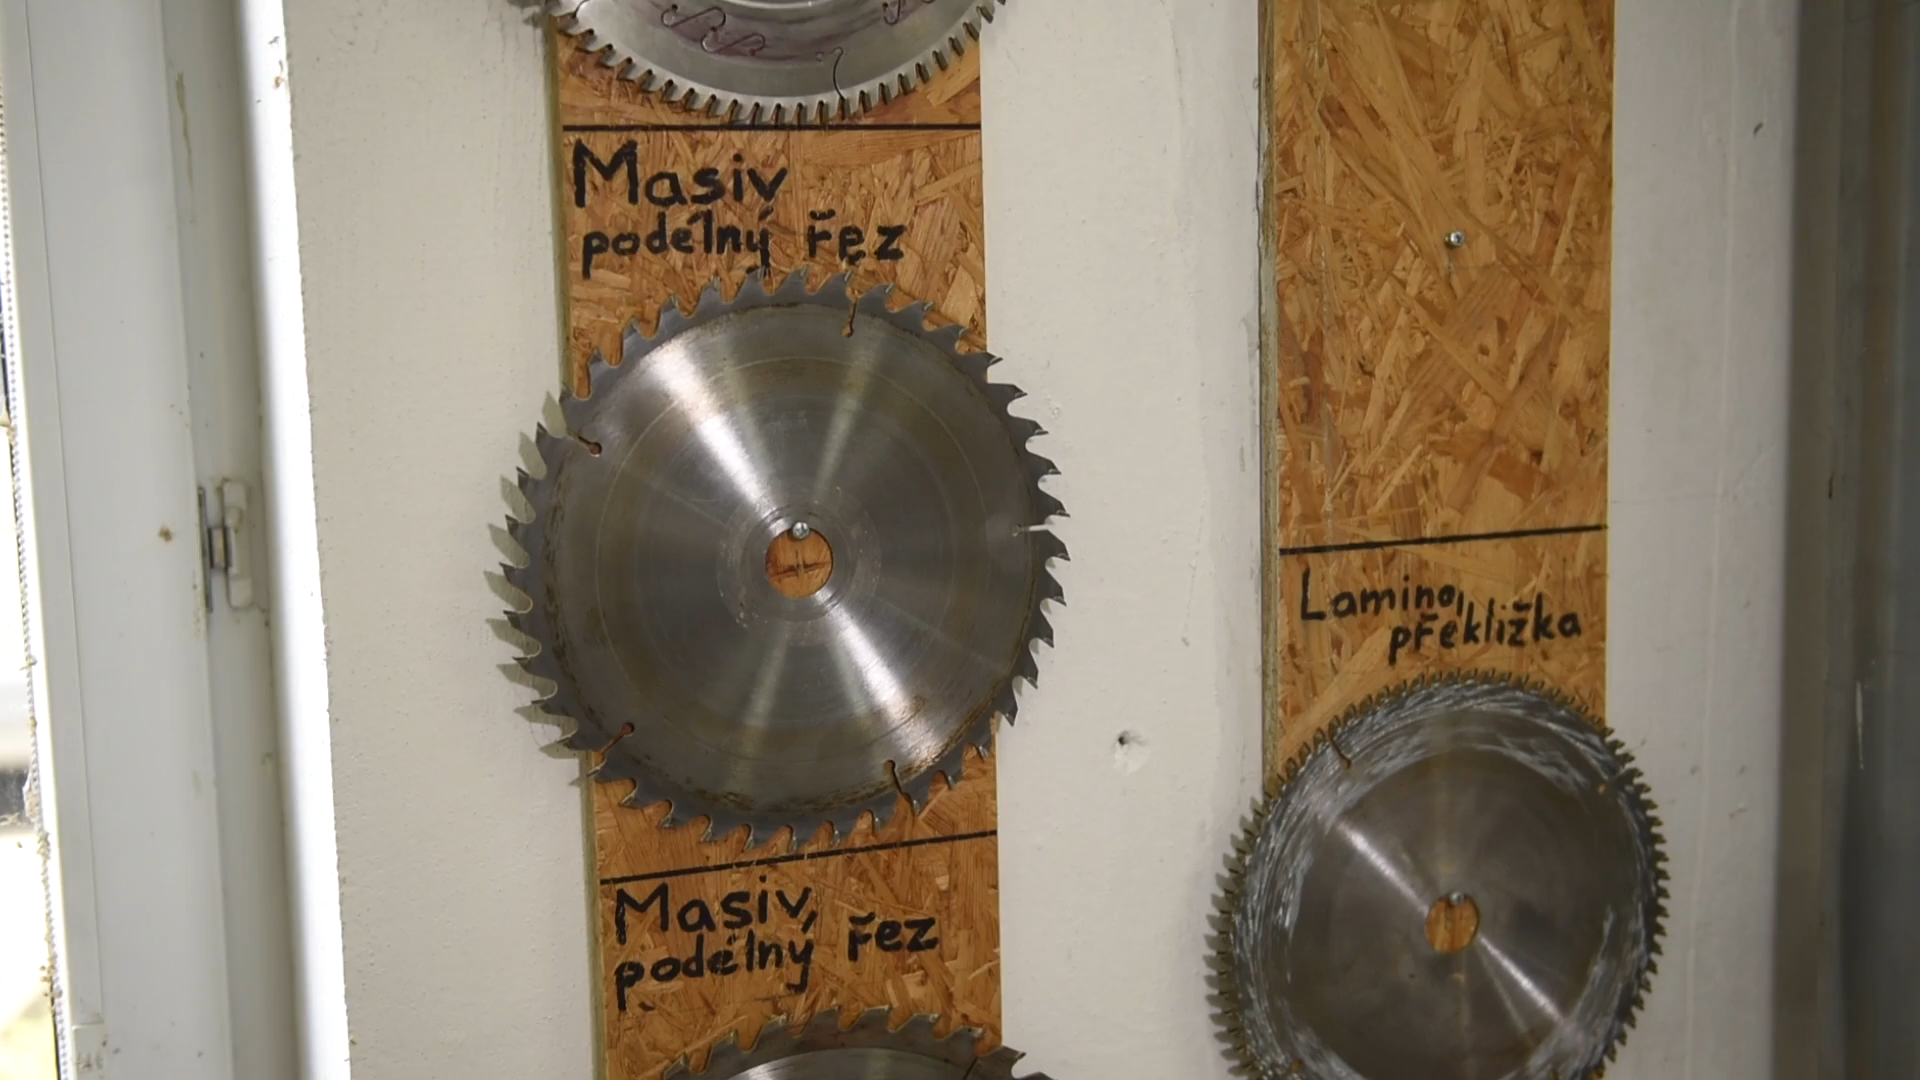 Masiv
podélný řez
Masiv,
podélný řez
Lamino,
překližka